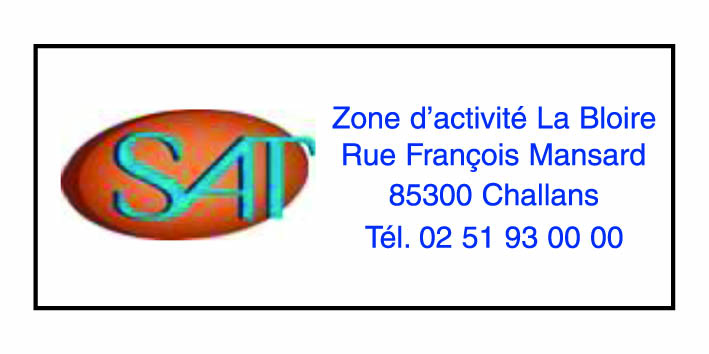 SAT
Zone d’activité La Bloire
Rue François Mansard
85300 Challans
Tél. 02 51 93 00 00